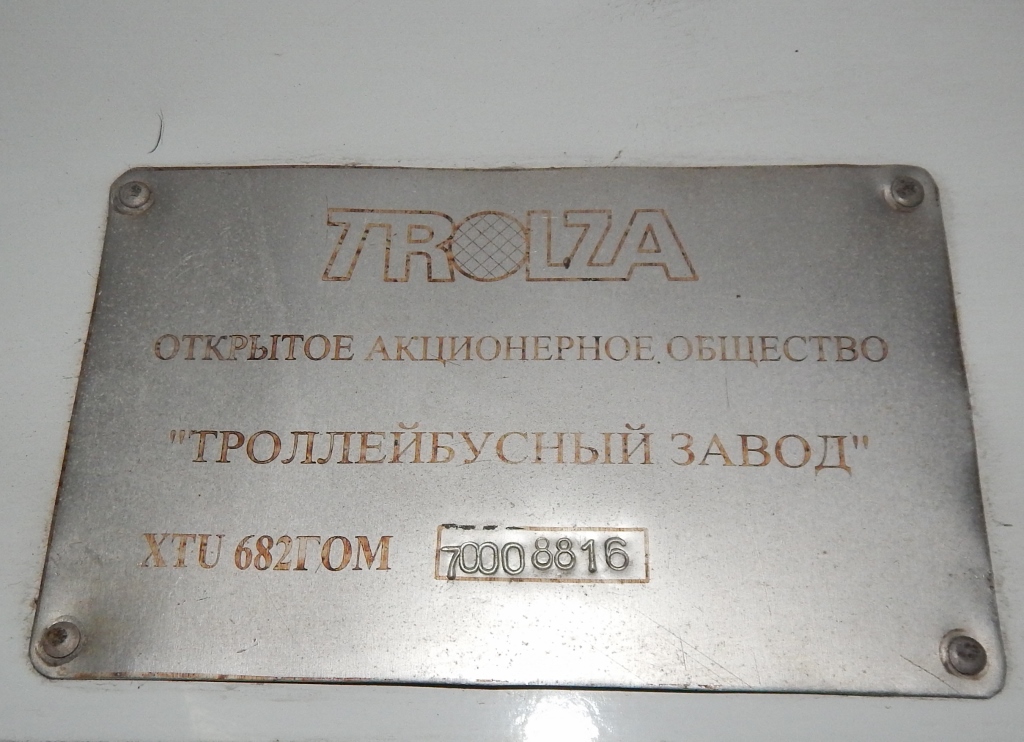 TROLZA
ОТКРЫТОЕ АКЦИОНЕРНОЕ ОБЩЕСТВО
"ТРОЛЛЕЙБУСНЫЙ ЗАВОД"
XTU 682ГОМ 70008816